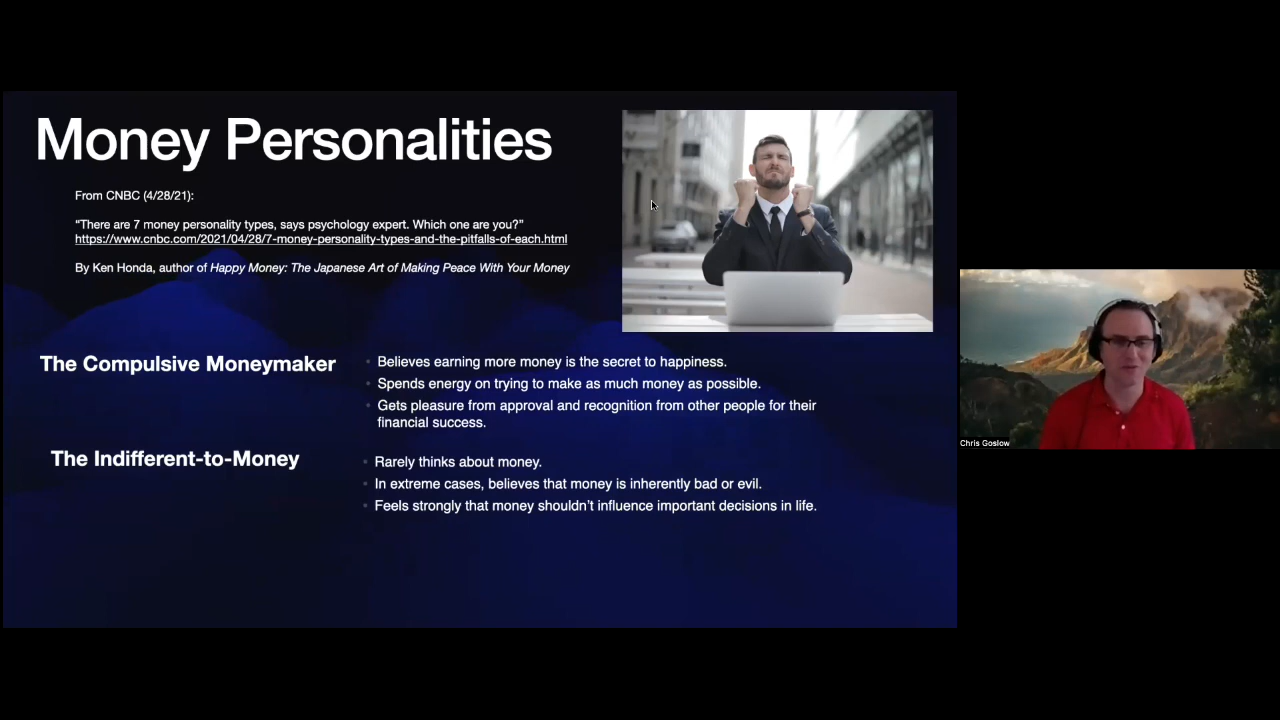 Money Personalities
From CNBC (4/28/21):
“There are 7 money personality types, says psychology expert. Which one are you?”
https://www.cnbc.com/2021/04/28/7-money-personality-types-and-the-pitfalls-of-each.html
By Ken Honda, author of Happy Money: The Japanese Art of Making Peace With Your Money
The Compulsive Moneymaker
• Believes earning more money is the secret to happiness.
• Spends energy on trying to make as much money as possible.
• Gets pleasure from approval and recognition from other people for their
financial success.
The Indifferent-to-Money
• Rarely thinks about money.
• In extreme cases, believes that money is inherently bad or evil.
• Feels strongly that money shouldn’t influence important decisions in life.
Chris Goslow